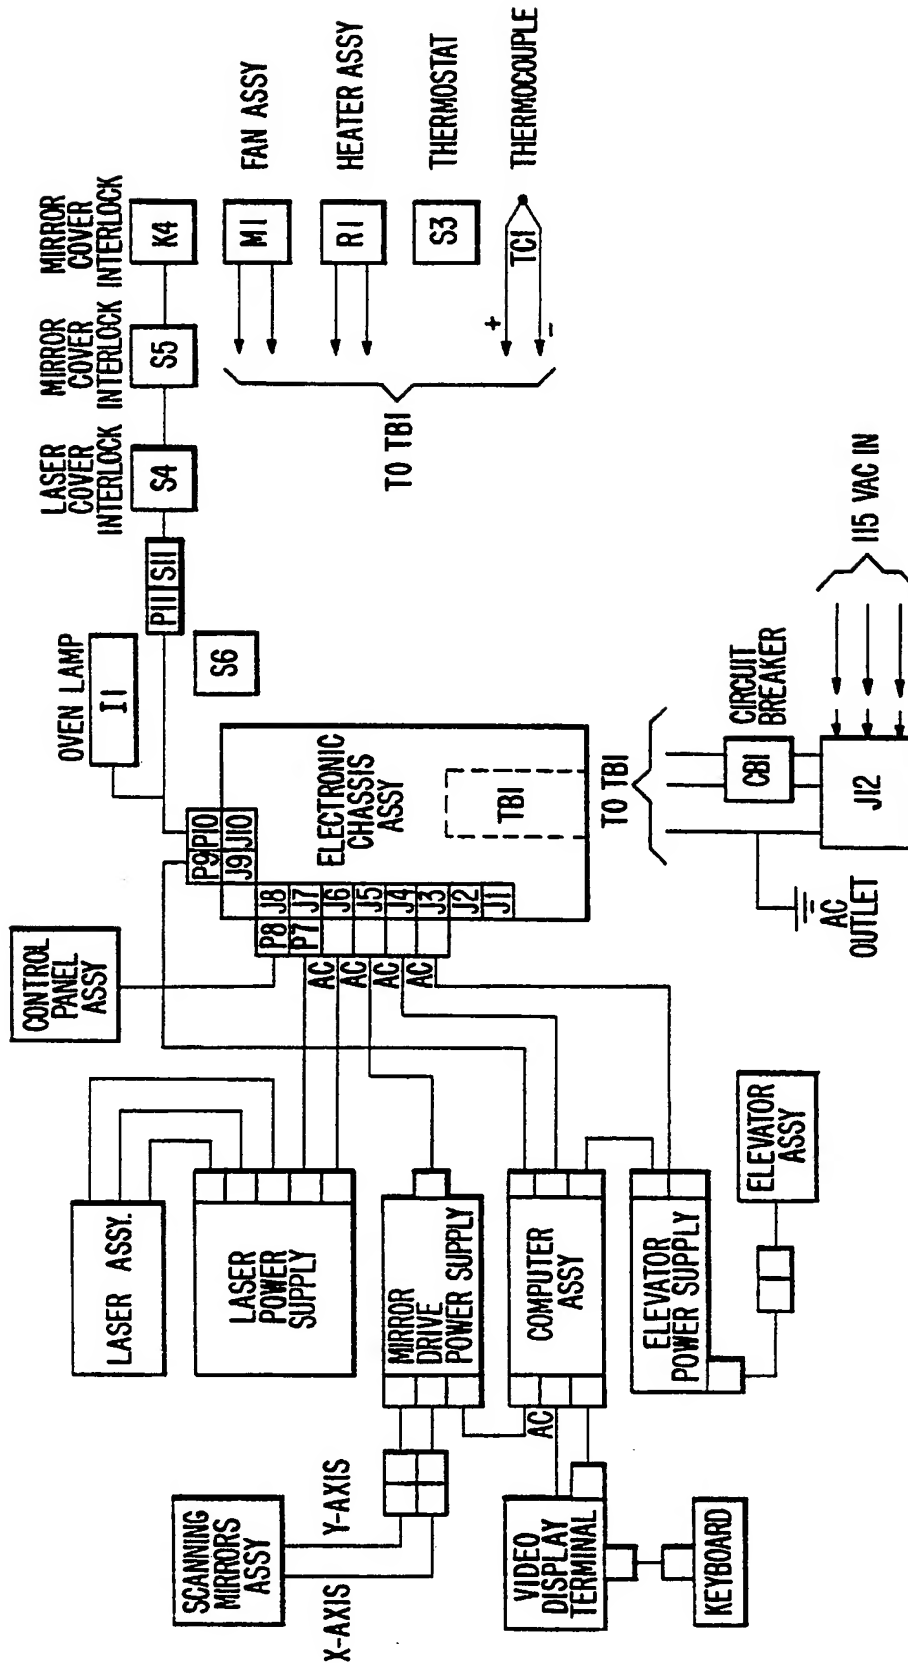 SCANNING
MIRRORS
ASSY
X-AXIS
Y-AXIS
LASER ASSY.
LASER
POWER
SUPPLY
CONTROL
PANEL
ASSY
MIRROR
DRIVE
POWER SUPPLY
VIDEO
DISPLAY
TERMINAL
KEYBOARD
AC
COMPUTER
ASSY
ELEVATOR
POWER SUPPLY
ELEVATOR
ASSY
P8
P7
AC
AC
AC
AC
J8
J7
J6
J5
J4
J3
J2
J1
P9
P10
J9
J10
ELECTRONIC
CHASSIS
ASSY
TB1
OVEN LAMP
I1
P11
S11
S6
LASER
COVER
INTERLOCK
S4
MIRROR
COVER
INTERLOCK
S5
MIRROR
COVER
INTERLOCK
K4
M1
FAN ASSY
R1
HEATER ASSY
S3
THERMOSTAT
+
TC1
-
THERMOCOUPLE
TO TB1
TO TB1
AC
OUTLET
CIRCUIT
BREAKER
CB1
J12
115 VAC IN